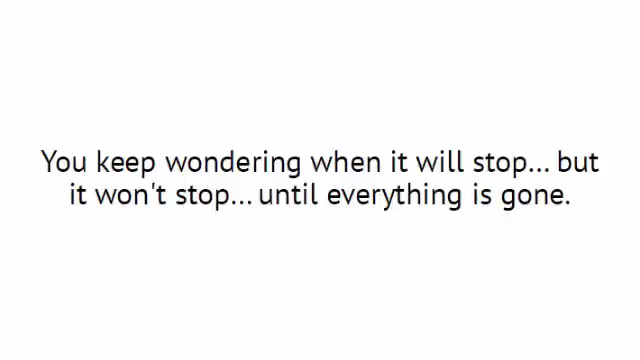 You keep wondering when it will stop... but
it won't stop... until everything is gone.